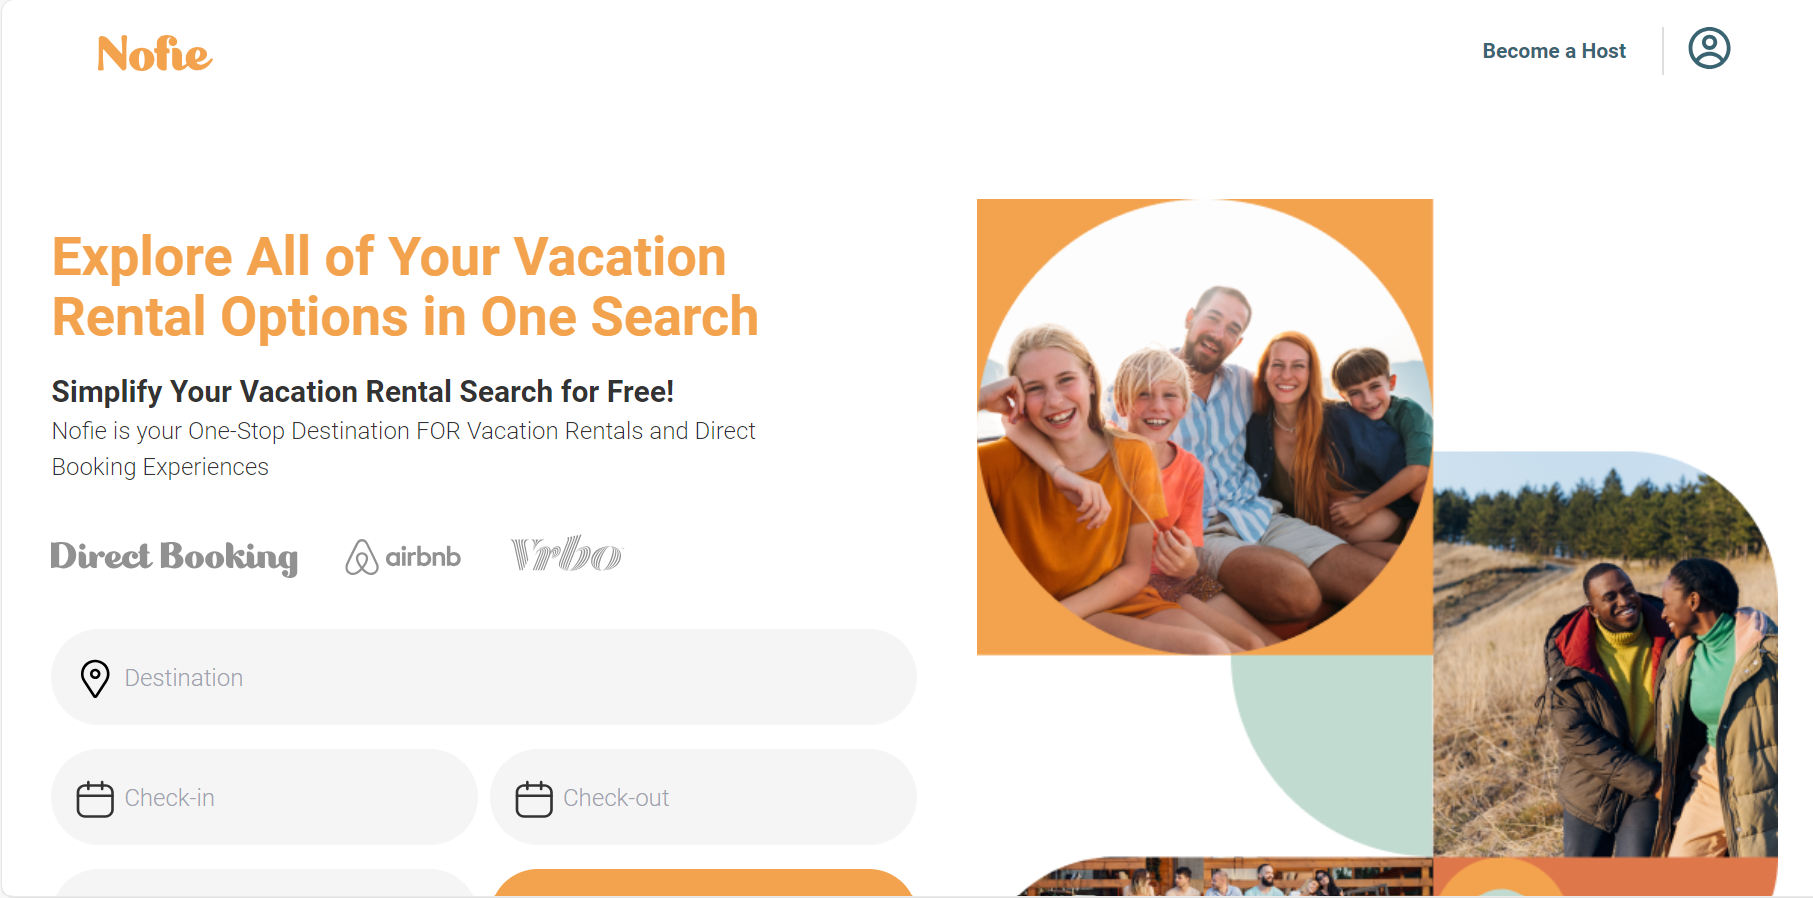 Nofie
Become a Host
Explore All of Your Vacation
Rental Options in One Search
Simplify Your Vacation Rental Search for Free!
Nofie is your One-Stop Destination FOR Vacation Rentals and Direct
Booking Experiences
Direct Booking airbnb Vrbo
Destination
Check-in Check-out